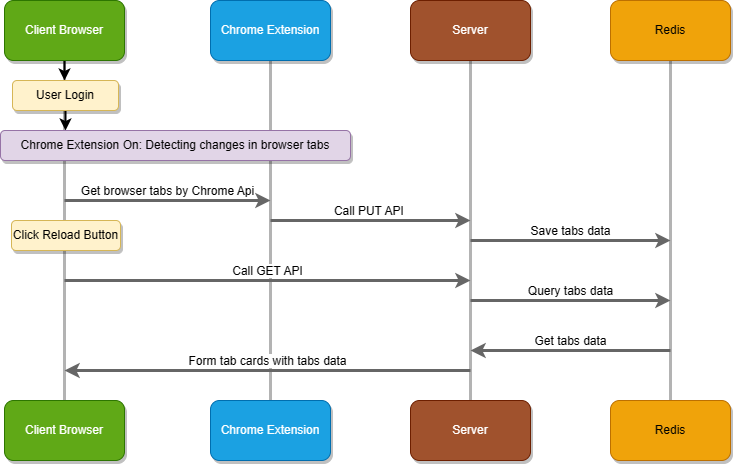 Client Browser
Chrome Extension
Server
Redis
User Login
Chrome Extension On: Detecting changes in browser tabs
Get browser tabs by Chrome Api
Call PUT API
Click Reload Button
Save tabs data
Call GET API
Query tabs data
Get tabs data
Form tab cards with tabs data
Client Browser
Chrome Extension
Server
Redis